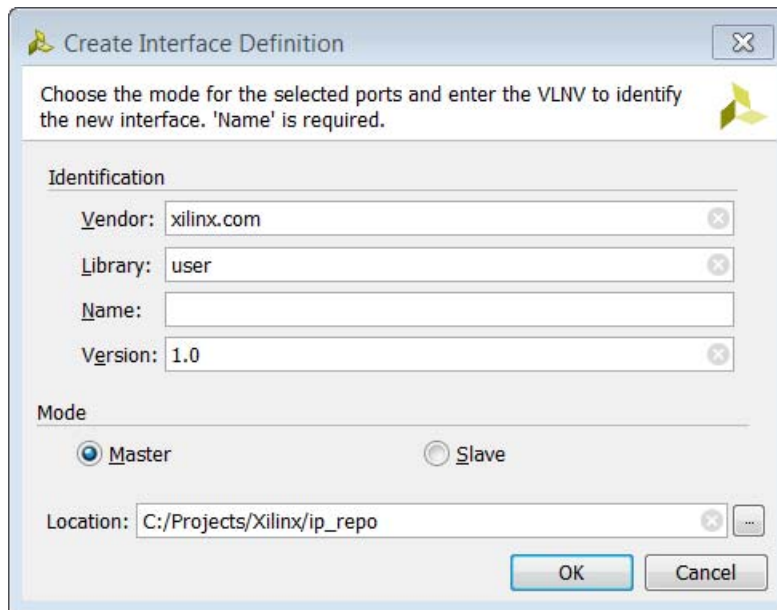 Create Interface Definition
Choose the mode for the selected ports and enter the VLNV to identify
the new interface. 'Name' is required.
Identification
Vendor: xilinx.com
Library: user
Name:
Version: 1.0
Mode
Master Slave
Location: C:/Projects/Xilinx/ip_repo ...
OK Cancel